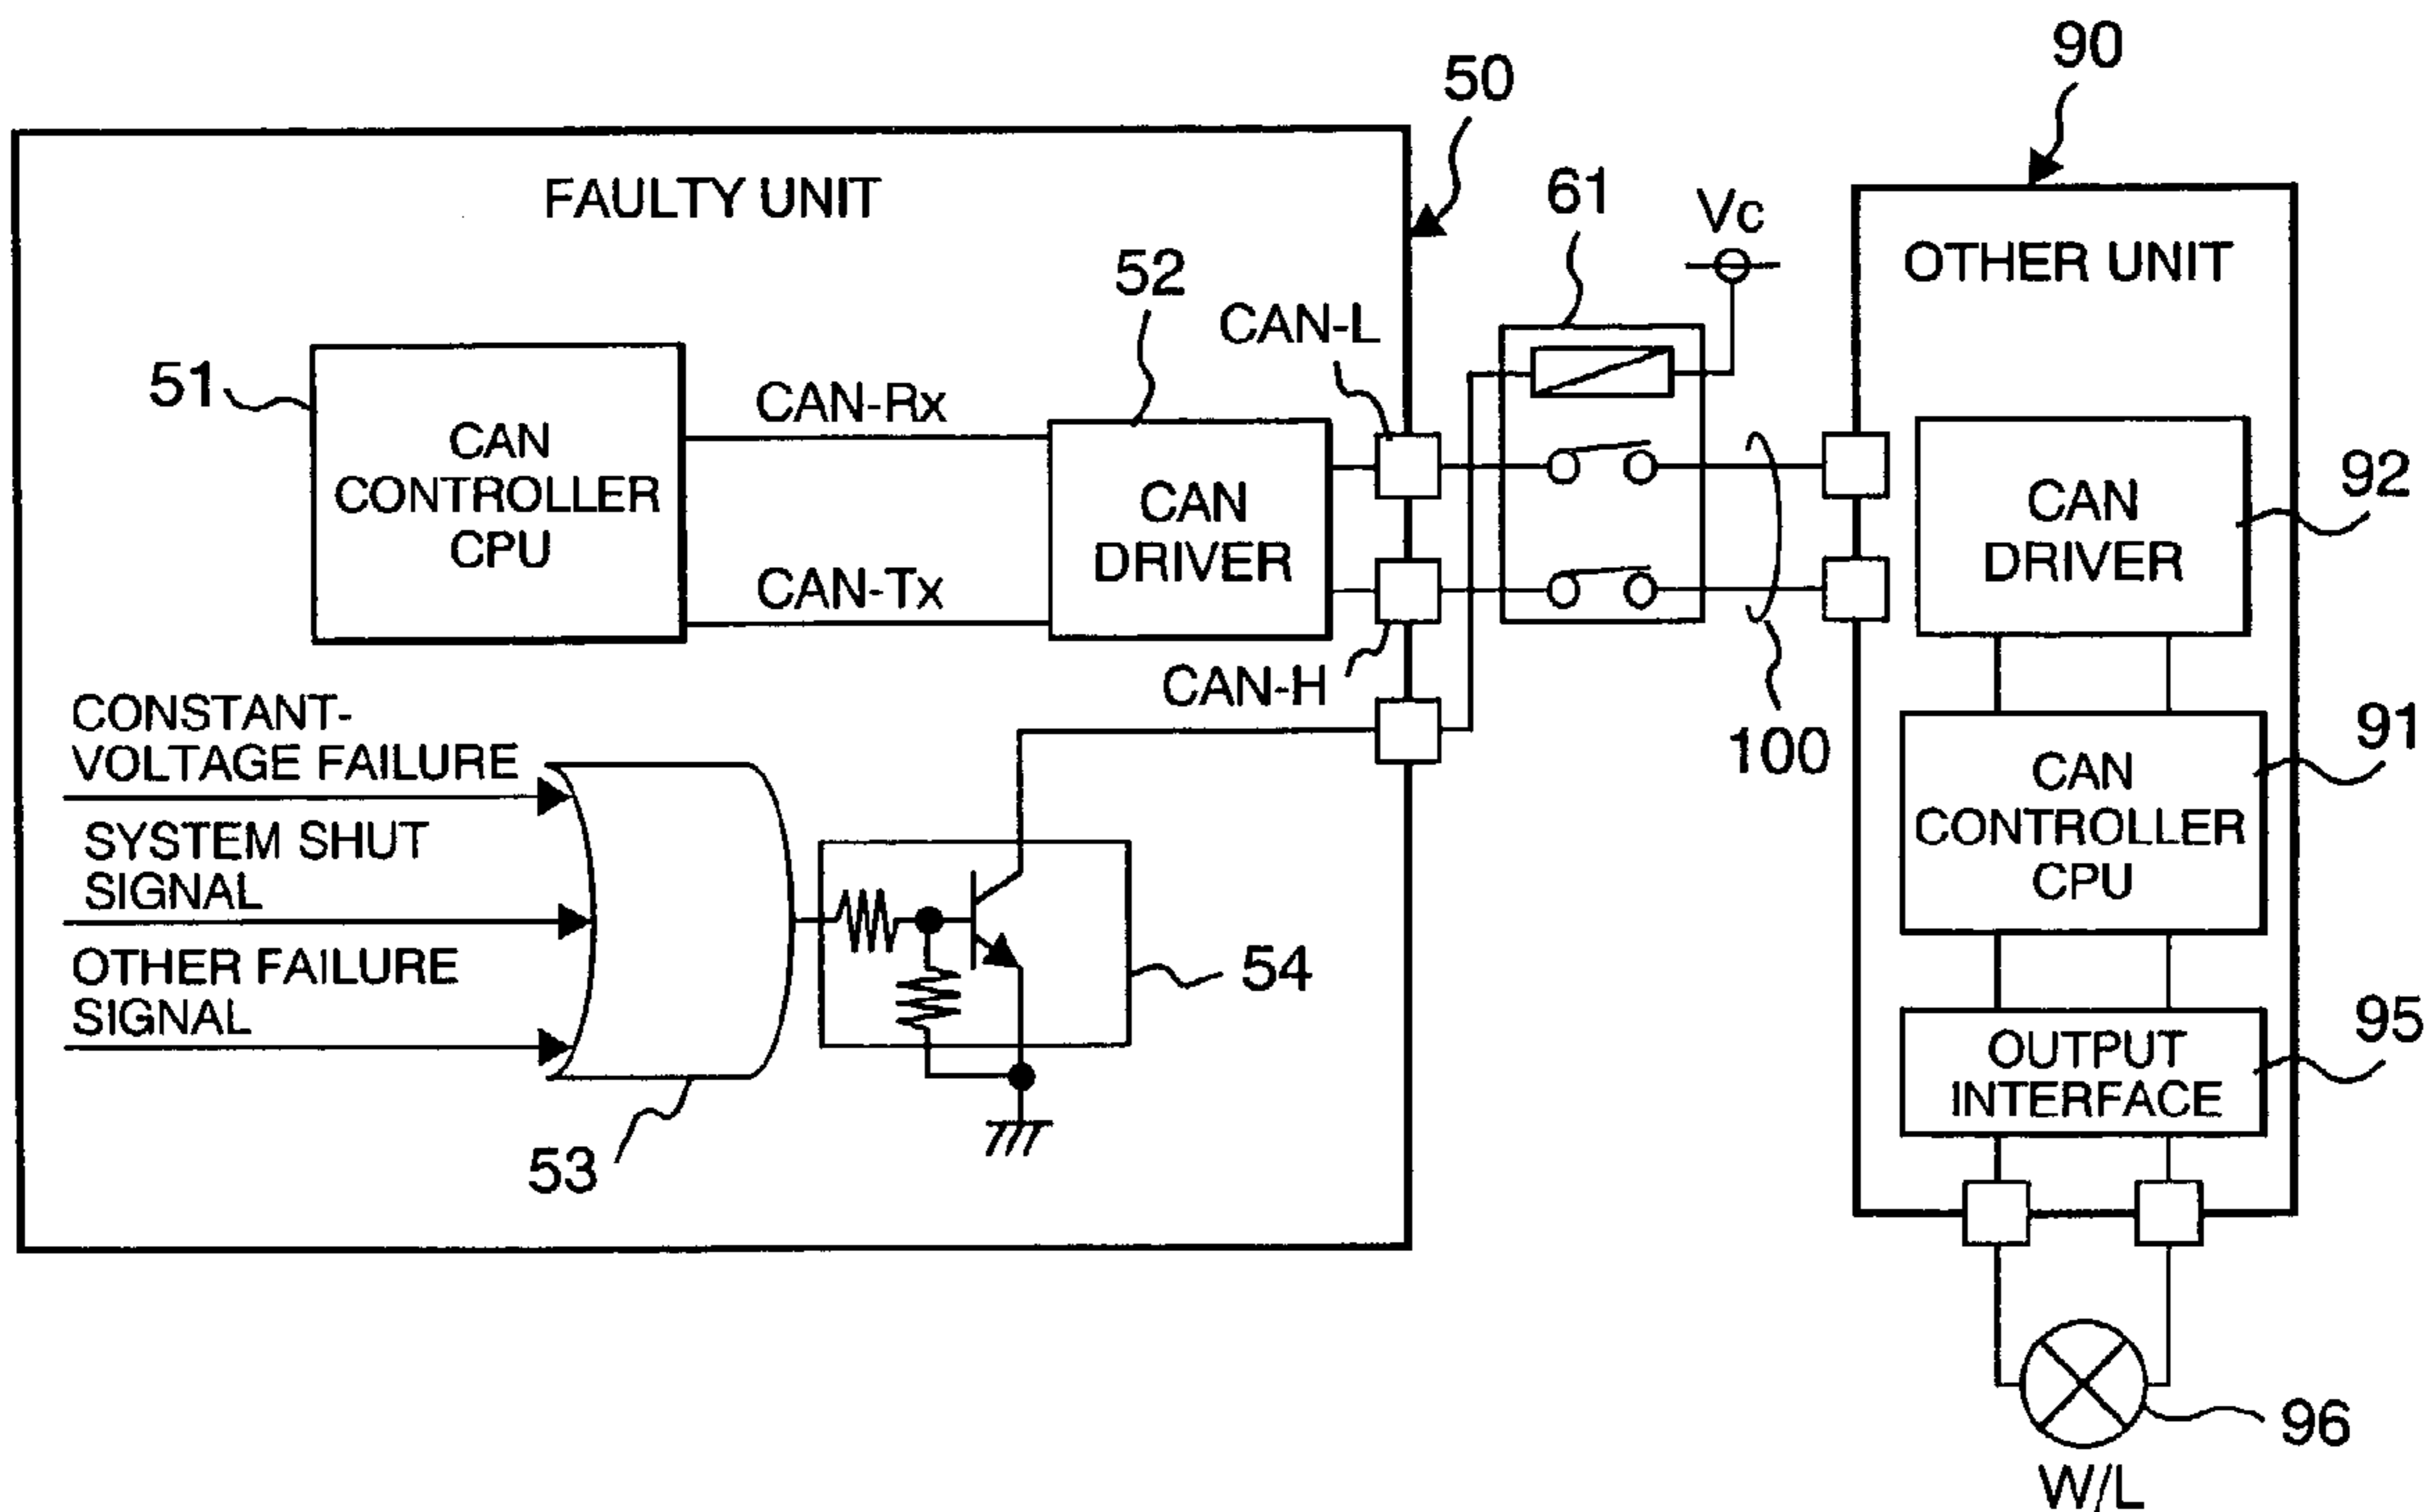 90
50
FAULTY UNIT
61
Vc
OTHER UNIT
52
CAN-L
51
CAN-Rx
CAN
CONTROLLER
CPU
CAN
DRIVER
CAN-Tx
CAN-H
CAN
DRIVER
92
100
CONSTANT-
VOLTAGE FAILURE
SYSTEM SHUT
SIGNAL
OTHER FAILURE
SIGNAL
54
53
CAN
CONTROLLER
CPU
91
OUTPUT
INTERFACE
95
96
W/L